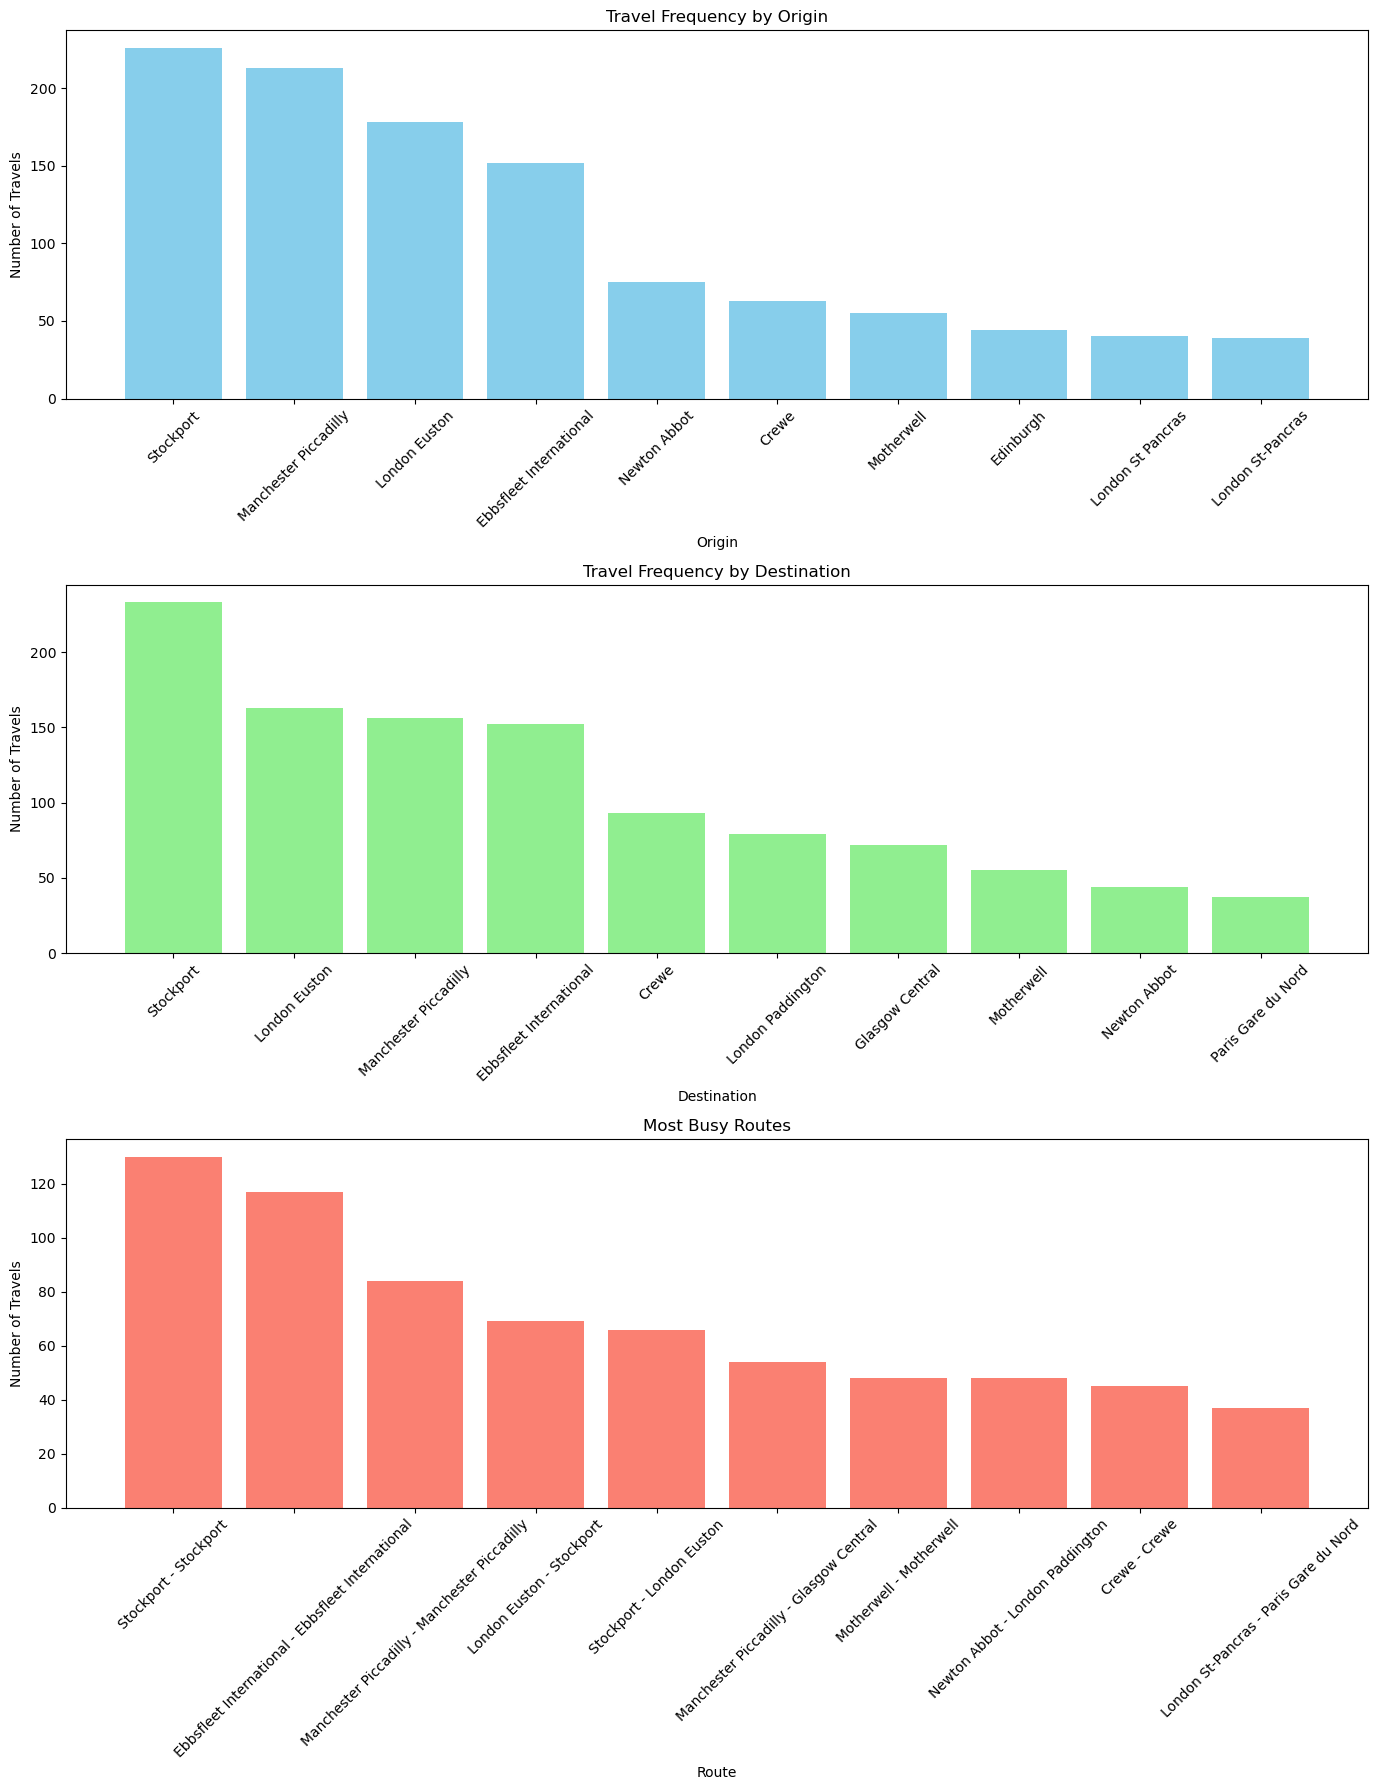 Travel Frequency by Origin
Number of Travels
200
150
100
50
0
Stockport
Manchester Piccadilly
London Euston
Ebbsfleet International
Newton Abbot
Crewe
Motherwell
Edinburgh
London St Pancras
London St-Pancras
Origin
Travel Frequency by Destination
Number of Travels
200
150
100
50
0
Stockport
London Euston
Manchester Piccadilly
Ebbsfleet International
Crewe
London Paddington
Glasgow Central
Motherwell
Newton Abbot
Paris Gare du Nord
Destination
Most Busy Routes
Number of Travels
120
100
80
60
40
20
0
Stockport - Stockport
Ebbsfleet International - Ebbsfleet International
Manchester Piccadilly - Manchester Piccadilly
London Euston - Stockport
Stockport - London Euston
Manchester Piccadilly - Glasgow Central
Motherwell - Motherwell
Newton Abbot - London Paddington
Crewe - Crewe
London St-Pancras - Paris Gare du Nord
Route